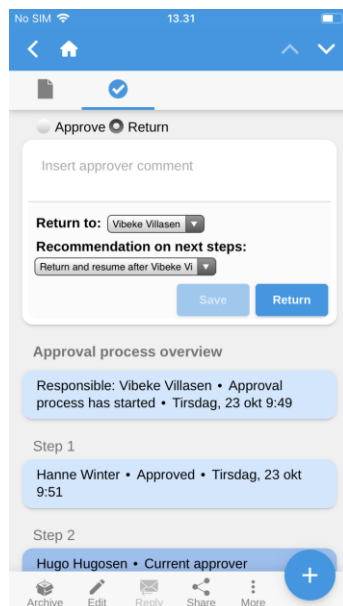 No SIM 13.31
Approve Return
Insert approver comment
Return to: Vibeke Villasen
Recommendation on next steps:
Return and resume after Vibeke Vi
Save Return
Approval process overview
Responsible: Vibeke Villasen • Approval
process has started • Tirsdag, 23 okt 9:49
Step 1
Hanne Winter • Approved • Tirsdag, 23 okt
9:51
Step 2
Hugo Hugosen • Current approver
Archive Edit Reply Share More